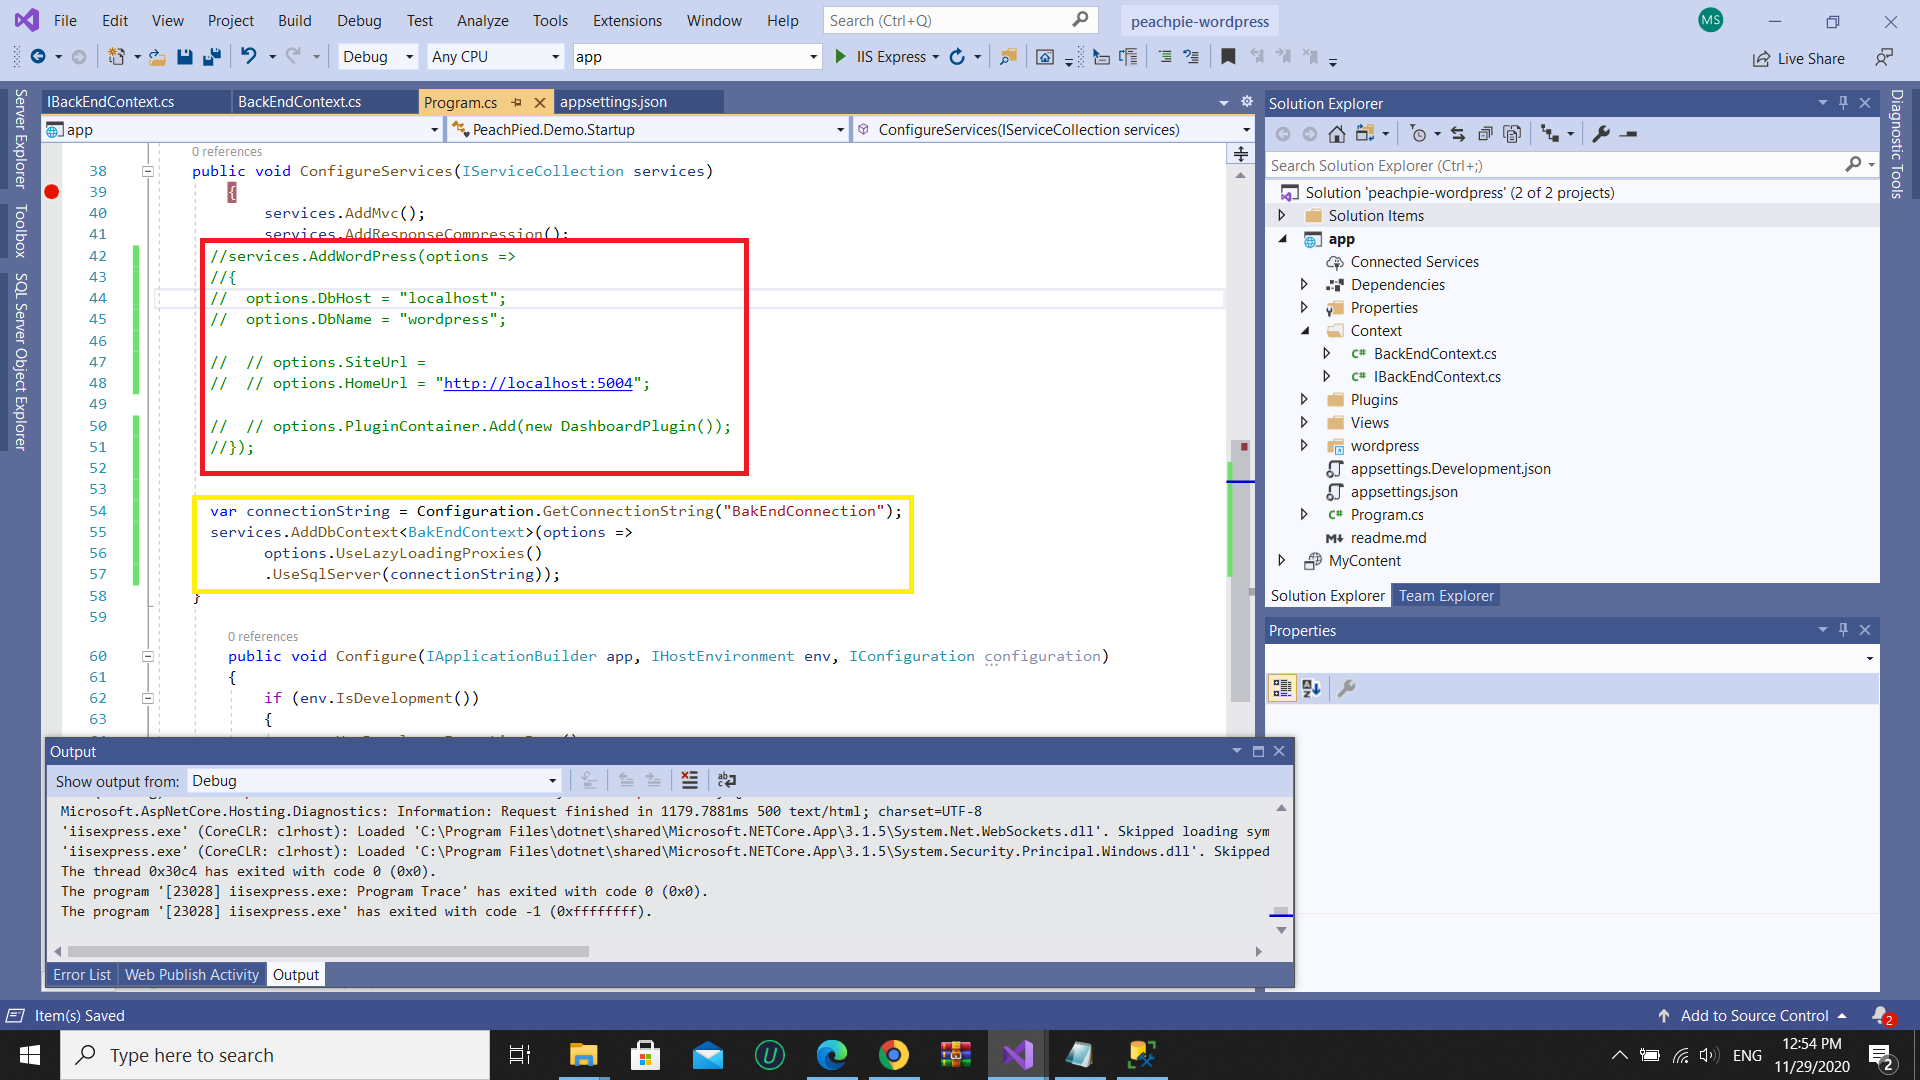 File Edit View Project Build Debug Test Analyze Tools Extensions Window Help Search (Ctrl+Q) peachpie-wordpress MS
Debug Any CPU app IIS Express Live Share
Server Explorer
Toolbox
SQL Server Object Explorer
IBackEndContext.cs BackEndContext.cs Program.cs appsettings.json
app PeachPied.Demo.Startup ConfigureServices(IServiceCollection services)
0 references
38 public void ConfigureServices(IServiceCollection services)
39 {
40 services.AddMvc();
41 services.AddResponseCompression();
42 //services.AddWordPress(options =>
43 //{
44 // options.DbHost = "localhost";
45 // options.DbName = "wordpress";
46
47 // // options.SiteUrl =
48 // // options.HomeUrl = "http://localhost:5004";
49
50 // // options.PluginContainer.Add(new DashboardPlugin());
51 //});
52
53
54 var connectionString = Configuration.GetConnectionString("BakEndConnection");
55 services.AddDbContext<BakEndContext>(options =>
56 options.UseLazyLoadingProxies()
57 .UseSqlServer(connectionString));
58 }
59
0 references
60 public void Configure(IApplicationBuilder app, IHostEnvironment env, IConfiguration configuration)
61 {
62 if (env.IsDevelopment())
63 {
Output
Show output from: Debug
Microsoft.AspNetCore.Hosting.Diagnostics: Information: Request finished in 1179.7881ms 500 text/html; charset=UTF-8
'iisexpress.exe' (CoreCLR: clrhost): Loaded 'C:\Program Files\dotnet\shared\Microsoft.NETCore.App\3.1.5\System.Net.WebSockets.dll'. Skipped loading sym
'iisexpress.exe' (CoreCLR: clrhost): Loaded 'C:\Program Files\dotnet\shared\Microsoft.NETCore.App\3.1.5\System.Security.Principal.Windows.dll'. Skipped
The thread 0x30c4 has exited with code 0 (0x0).
The program '[23028] iisexpress.exe: Program Trace' has exited with code 0 (0x0).
The program '[23028] iisexpress.exe' has exited with code -1 (0xffffffff).
Error List Web Publish Activity Output
Solution Explorer
Search Solution Explorer (Ctrl+;)
Solution 'peachpie-wordpress' (2 of 2 projects)
Solution Items
app
Connected Services
Dependencies
Properties
Context
C# BackEndContext.cs
C# IBackEndContext.cs
Plugins
Views
wordpress
appsettings.Development.json
appsettings.json
C# Program.cs
readme.md
MyContent
Solution Explorer Team Explorer
Properties
Diagnostic Tools
Item(s) Saved Add to Source Control 2
Type here to search ENG 12:54 PM
11/29/2020 2